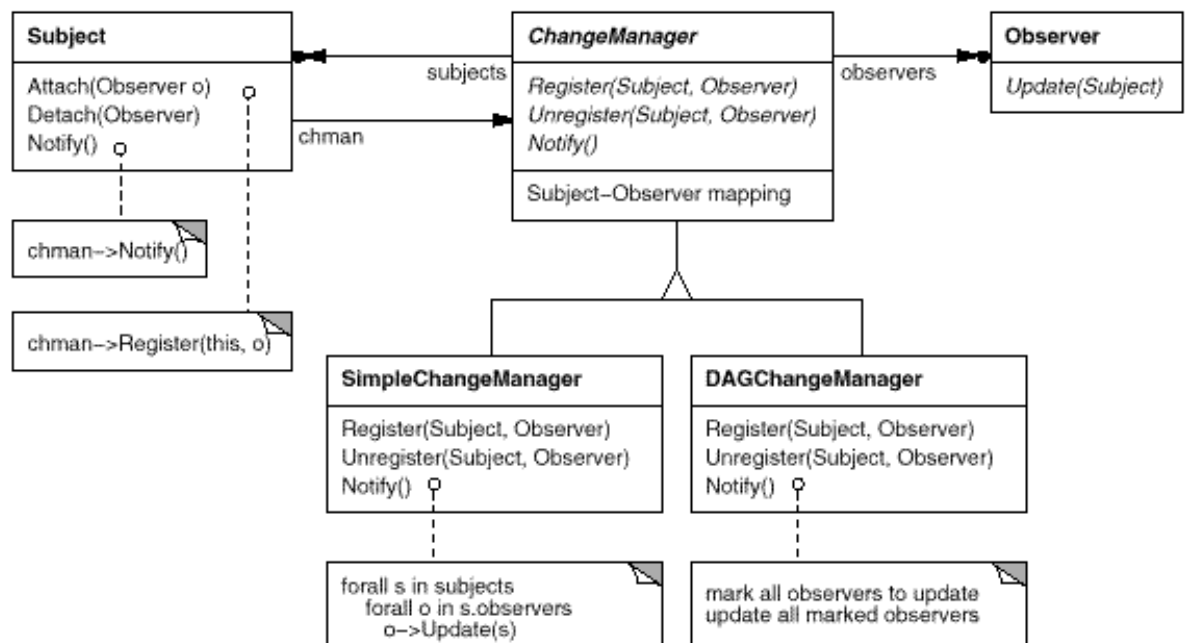 Subject
Attach(Observer o)
Detach(Observer)
Notify()
chman->Notify()
chman->Register(this, o)
subjects
chman
ChangeManager
Register(Subject, Observer)
Unregister(Subject, Observer)
Notify()
Subject-Observer mapping
observers
Observer
Update(Subject)
SimpleChangeManager
Register(Subject, Observer)
Unregister(Subject, Observer)
Notify()
forall s in subjects
forall o in s.observers
o->Update(s)
DAGChangeManager
Register(Subject, Observer)
Unregister(Subject, Observer)
Notify()
mark all observers to update
update all marked observers